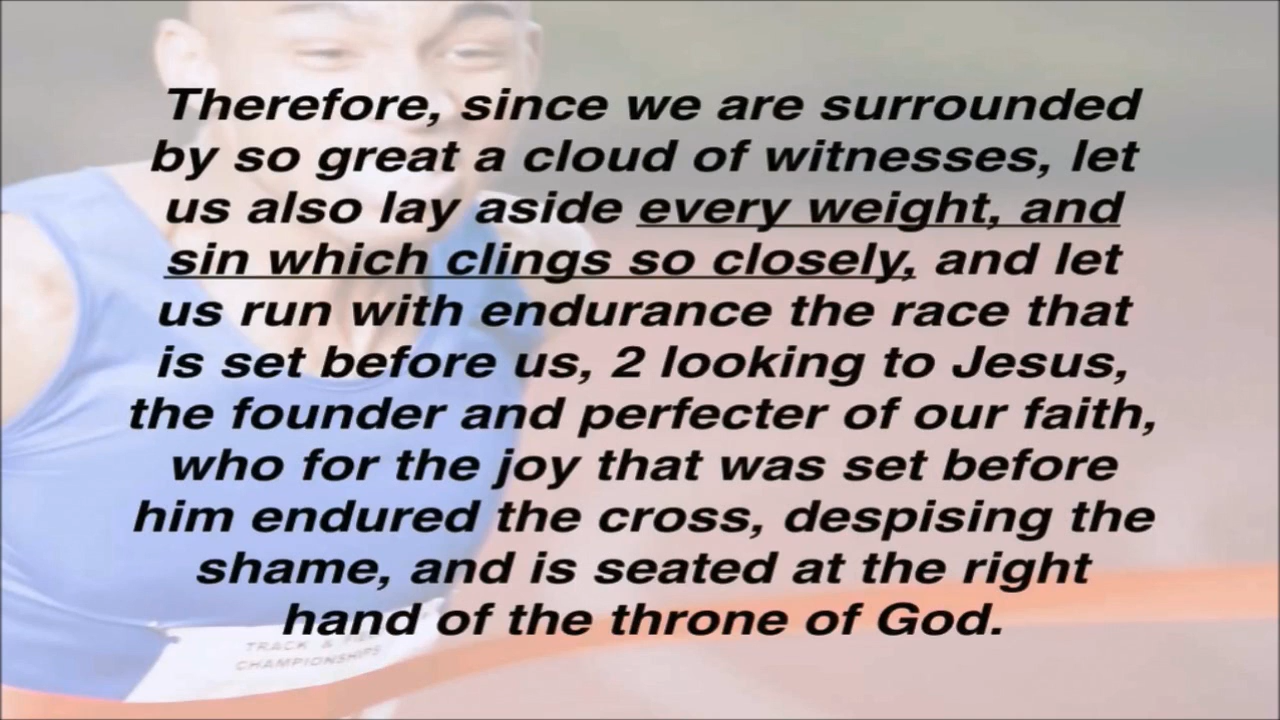 Therefore, since we are surrounded
by so great a cloud of witnesses, let
us also lay aside every weight, and
sin which clings so closely, and let
us run with endurance the race that
is set before us, 2 looking to Jesus,
the founder and perfecter of our faith,
who for the joy that was set before
him endured the cross, despising the
shame, and is seated at the right
hand of the throne of God.
TRACK &
CHAMPIONSHIPS